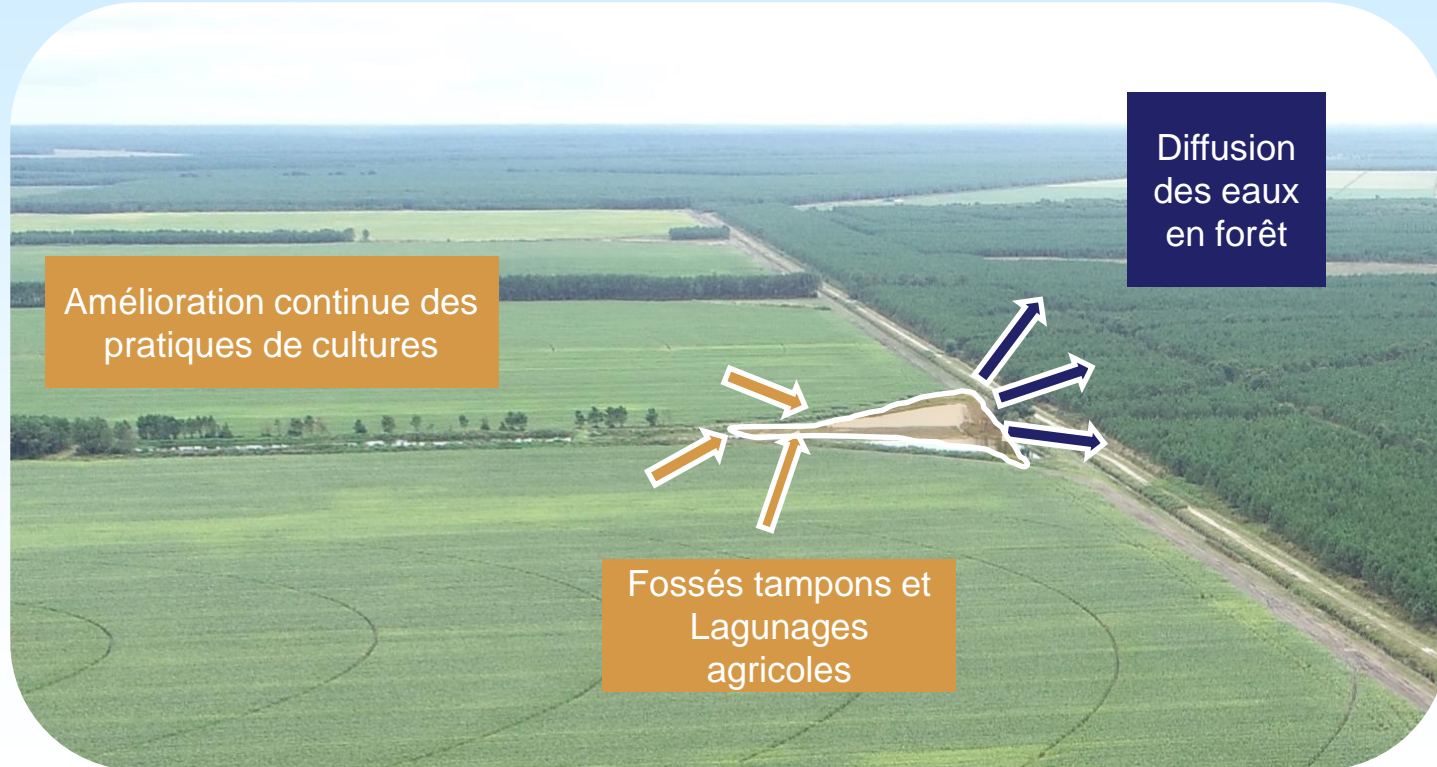 Diffusion
des eaux
en forêt
Amélioration continue des
pratiques de cultures
Fossés tampons et
Lagunages
agricoles